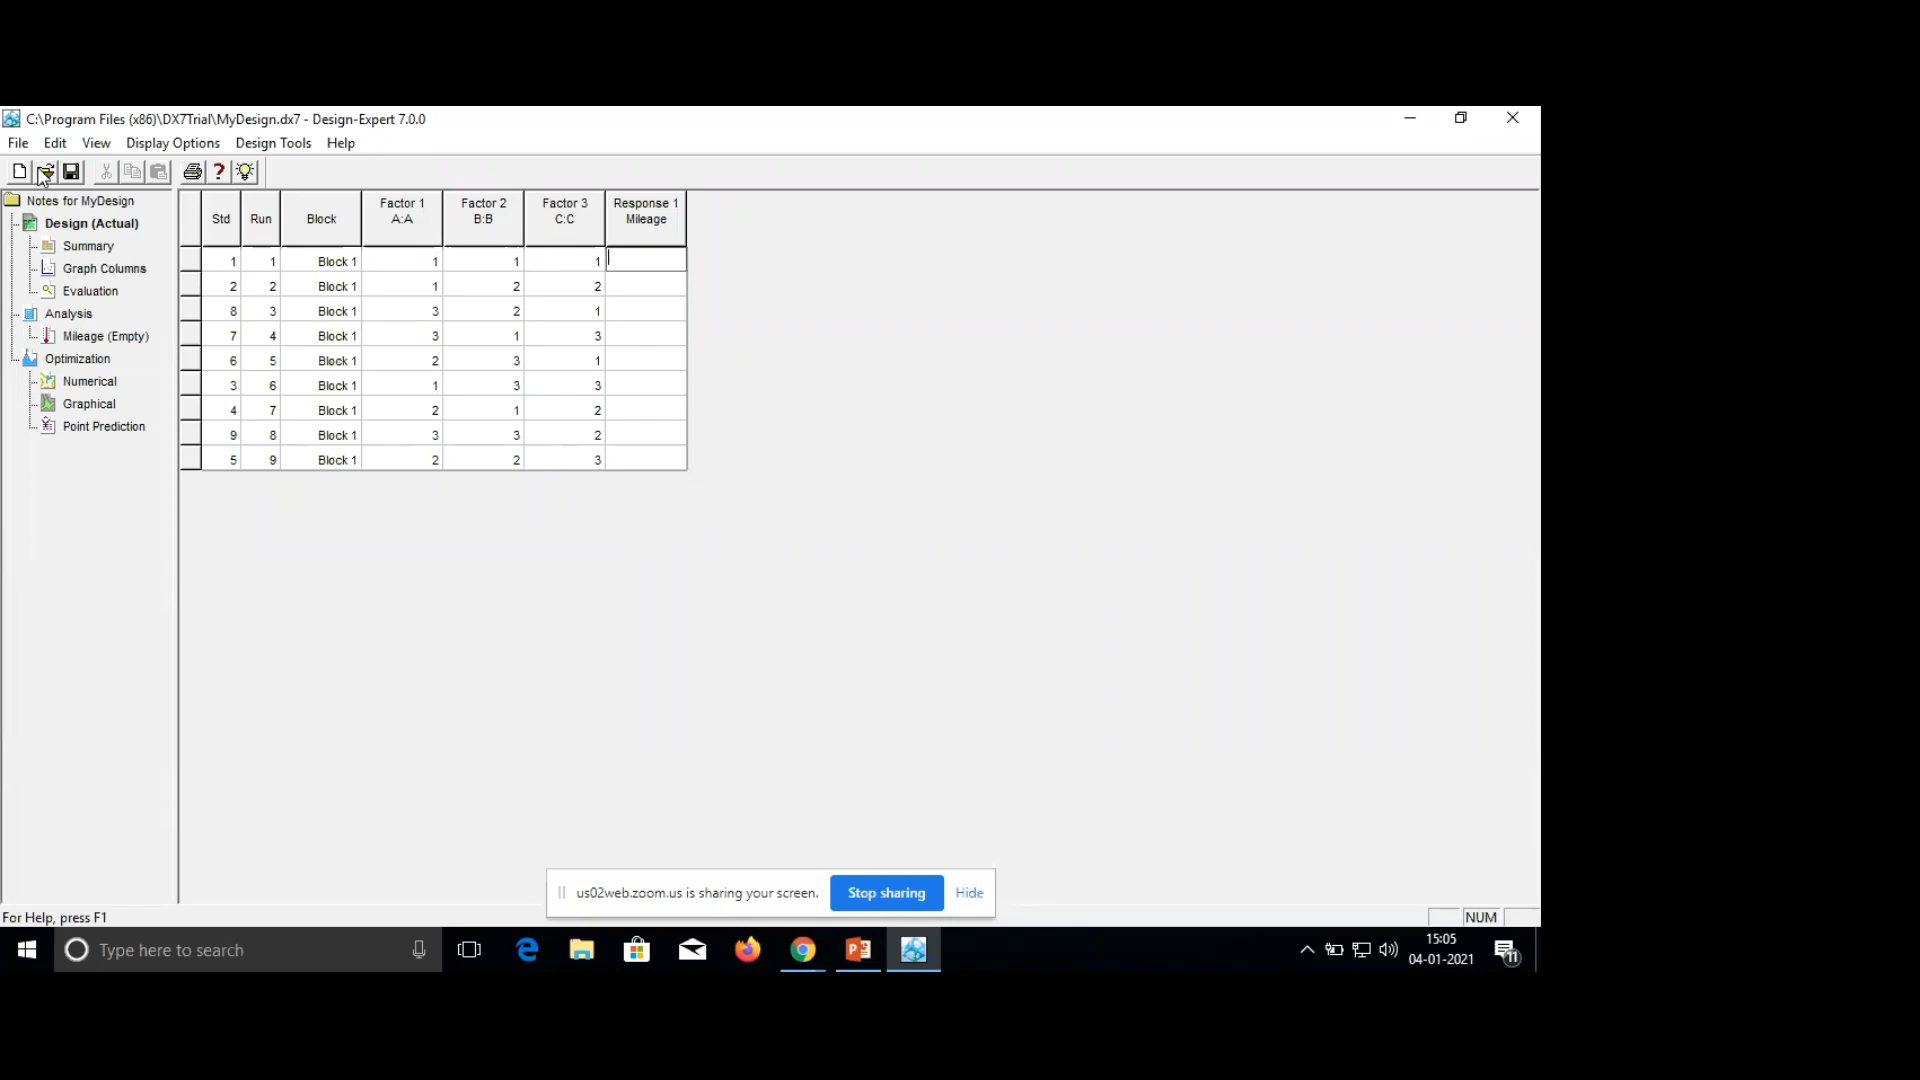 C:\Program Files (x86)\DX7Trial\MyDesign.dx7 - Design-Expert 7.0.0
File Edit View Display Options Design Tools Help
Notes for MyDesign
Design (Actual)
Summary
Graph Columns
Evaluation
Analysis
Mileage (Empty)
Optimization
Numerical
Graphical
Point Prediction
Std Run Block Factor 1 A:A Factor 2 B:B Factor 3 C:C Response 1 Mileage
1 1 Block 1 1 1 1
2 2 Block 1 1 2 2
8 3 Block 1 3 2 1
7 4 Block 1 3 1 3
6 5 Block 1 2 3 1
3 6 Block 1 1 3 3
4 7 Block 1 2 1 2
9 8 Block 1 3 3 2
5 9 Block 1 2 2 3
us02web.zoom.us is sharing your screen. Stop sharing Hide
For Help, press F1
NUM
Type here to search
15:05
04-01-2021
11